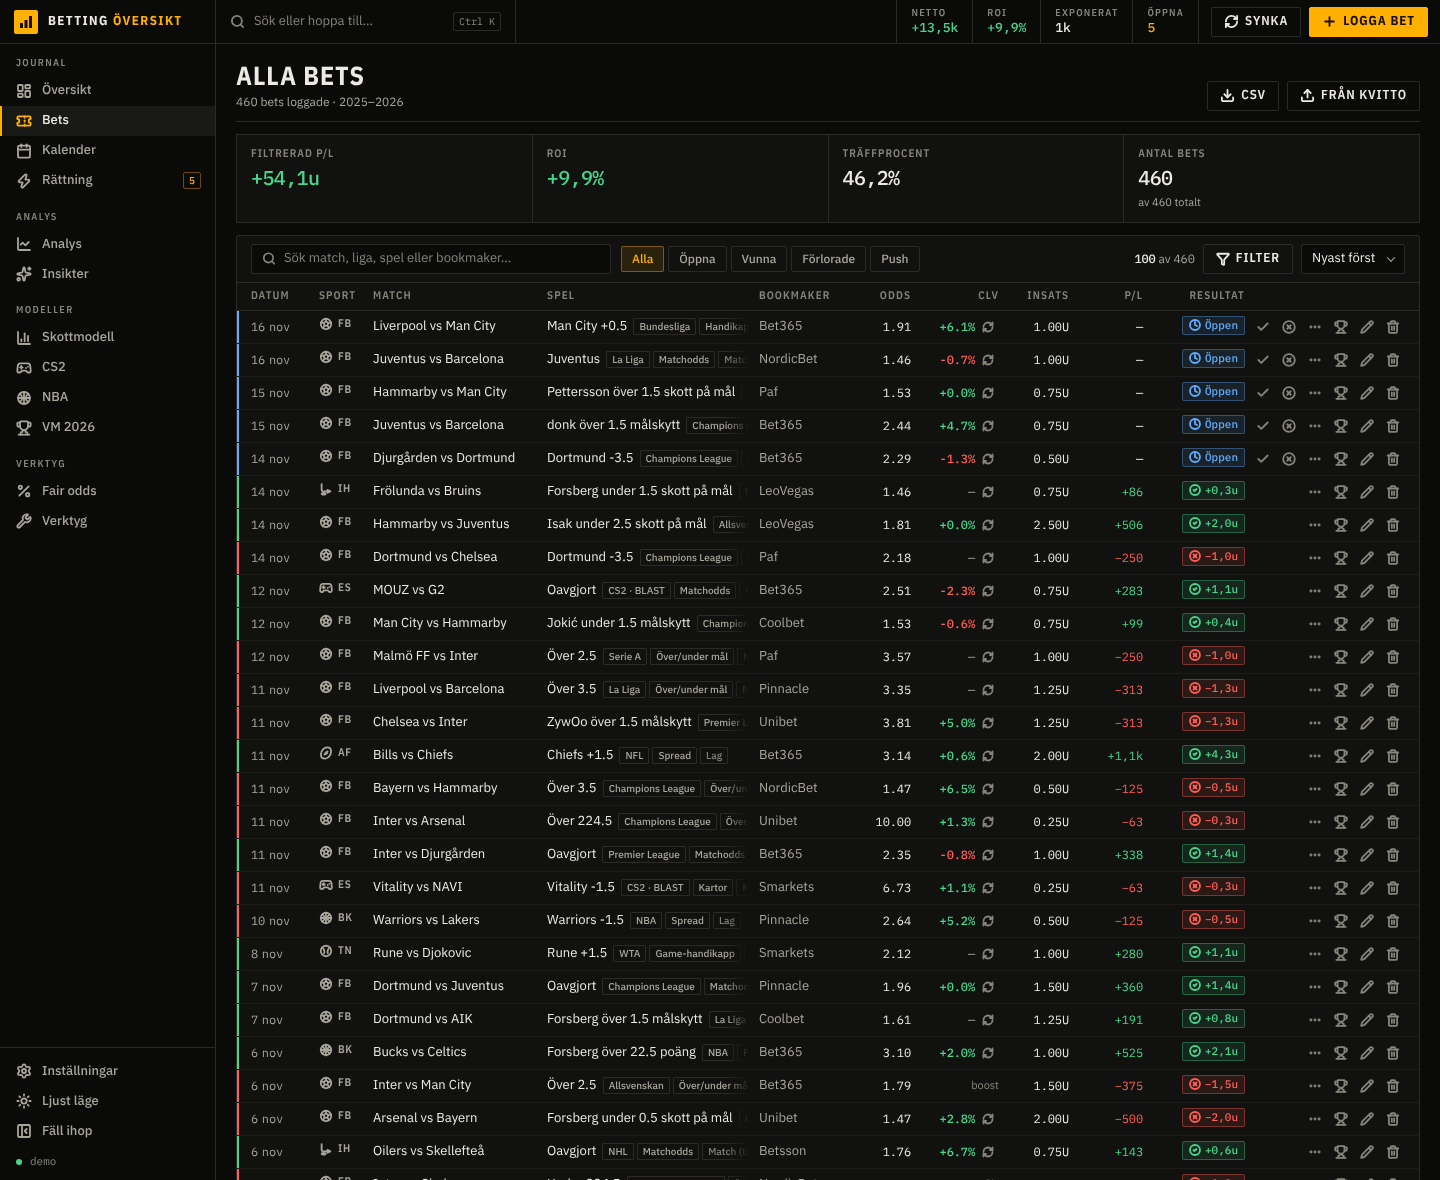 BETTING ÖVERSIKT
Sök eller hoppa till...
Ctrl K
NETTO
+13,5k
ROI
+9,9%
EXPONERAT
1k
ÖPPNA
5
SYNKA
LOGGA BET
JOURNAL
Översikt
Bets
Kalender
Rättning
5
ANALYS
Analys
Insikter
MODELLER
Skottmodell
CS2
NBA
VM 2026
VERKTYG
Fair odds
Verktyg
Inställningar
Ljust läge
Fäll ihop
demo
ALLA BETS
460 bets loggade · 2025–2026
CSV
FRÅN KVITTO
FILTRERAD P/L
+54,1u
ROI
+9,9%
TRÄFFPROCENT
46,2%
ANTAL BETS
460
av 460 totalt
Sök match, liga, spel eller bookmaker...
Alla
Öppna
Vunna
Förlorade
Push
100 av 460
FILTER
Nyast först
DATUM SPORT MATCH SPEL BOOKMAKER ODDS CLV INSATS P/L RESULTAT
16 nov FB Liverpool vs Man City Man City +0.5 Bundesliga Bet365 1.91 +6.1% 1.00U – Öppen
16 nov FB Juventus vs Barcelona Juventus La Liga Matchodds NordicBet 1.46 -0.7% 1.00U – Öppen
15 nov FB Hammarby vs Man City Pettersson över 1.5 skott på mål Paf 1.53 +0.0% 0.75U – Öppen
15 nov FB Juventus vs Barcelona donk över 1.5 målskytt Champions Bet365 2.44 +4.7% 0.75U – Öppen
14 nov FB Djurgården vs Dortmund Dortmund -3.5 Champions League Bet365 2.29 -1.3% 0.50U – Öppen
14 nov IH Frölunda vs Bruins Forsberg under 1.5 skott på mål LeoVegas 1.46 – 0.75U +86 +0,3u
14 nov FB Hammarby vs Juventus Isak under 2.5 skott på mål LeoVegas 1.81 +0.0% 2.50U +506 +2,0u
14 nov FB Dortmund vs Chelsea Dortmund -3.5 Champions League Paf 2.18 – 1.00U −250 −1,0u
12 nov ES MOUZ vs G2 Oavgjort CS2 · BLAST Matchodds Bet365 2.51 -2.3% 0.75U +283 +1,1u
12 nov FB Man City vs Hammarby Jokić under 1.5 målskytt Coolbet 1.53 -0.6% 0.75U +99 +0,4u
12 nov FB Malmö FF vs Inter Över 2.5 Serie A Över/under mål Paf 3.57 – 1.00U −250 −1,0u
11 nov FB Liverpool vs Barcelona Över 3.5 La Liga Över/under mål Pinnacle 3.35 – 1.25U −313 −1,3u
11 nov FB Chelsea vs Inter ZywOo över 1.5 målskytt Premier Unibet 3.81 +5.0% 1.25U −313 −1,3u
11 nov AF Bills vs Chiefs Chiefs +1.5 NFL Spread Lag Bet365 3.14 +0.6% 2.00U +1,1k +4,3u
11 nov FB Bayern vs Hammarby Över 3.5 Champions League NordicBet 1.47 +6.5% 0.50U −125 −0,5u
11 nov FB Inter vs Arsenal Över 224.5 Champions League Unibet 10.00 +1.3% 0.25U −63 −0,3u
11 nov FB Inter vs Djurgården Oavgjort Premier League Matchodds Bet365 2.35 -0.8% 1.00U +338 +1,4u
11 nov ES Vitality vs NAVI Vitality -1.5 CS2 · BLAST Kartor Smarkets 6.73 +1.1% 0.25U −63 −0,3u
10 nov BK Warriors vs Lakers Warriors -1.5 NBA Spread Lag Pinnacle 2.64 +5.2% 0.50U −125 −0,5u
8 nov TN Rune vs Djokovic Rune +1.5 WTA Game-handikapp Smarkets 2.12 – 1.00U +280 +1,1u
7 nov FB Dortmund vs Juventus Oavgjort Champions League Pinnacle 1.96 +0.0% 1.50U +360 +1,4u
7 nov FB Dortmund vs AIK Forsberg över 1.5 målskytt La Liga Coolbet 1.61 – 1.25U +191 +0,8u
6 nov BK Bucks vs Celtics Forsberg över 22.5 poäng NBA Bet365 3.10 +2.0% 1.00U +525 +2,1u
6 nov FB Inter vs Man City Över 2.5 Allsvenskan Över/under mål Bet365 1.79 boost 1.50U −375 −1,5u
6 nov FB Arsenal vs Bayern Forsberg under 0.5 skott på mål Unibet 1.47 +2.8% 2.00U −500 −2,0u
6 nov IH Oilers vs Skellefteå Oavgjort NHL Matchodds Match Betsson 1.76 +6.7% 0.75U +143 +0,6u